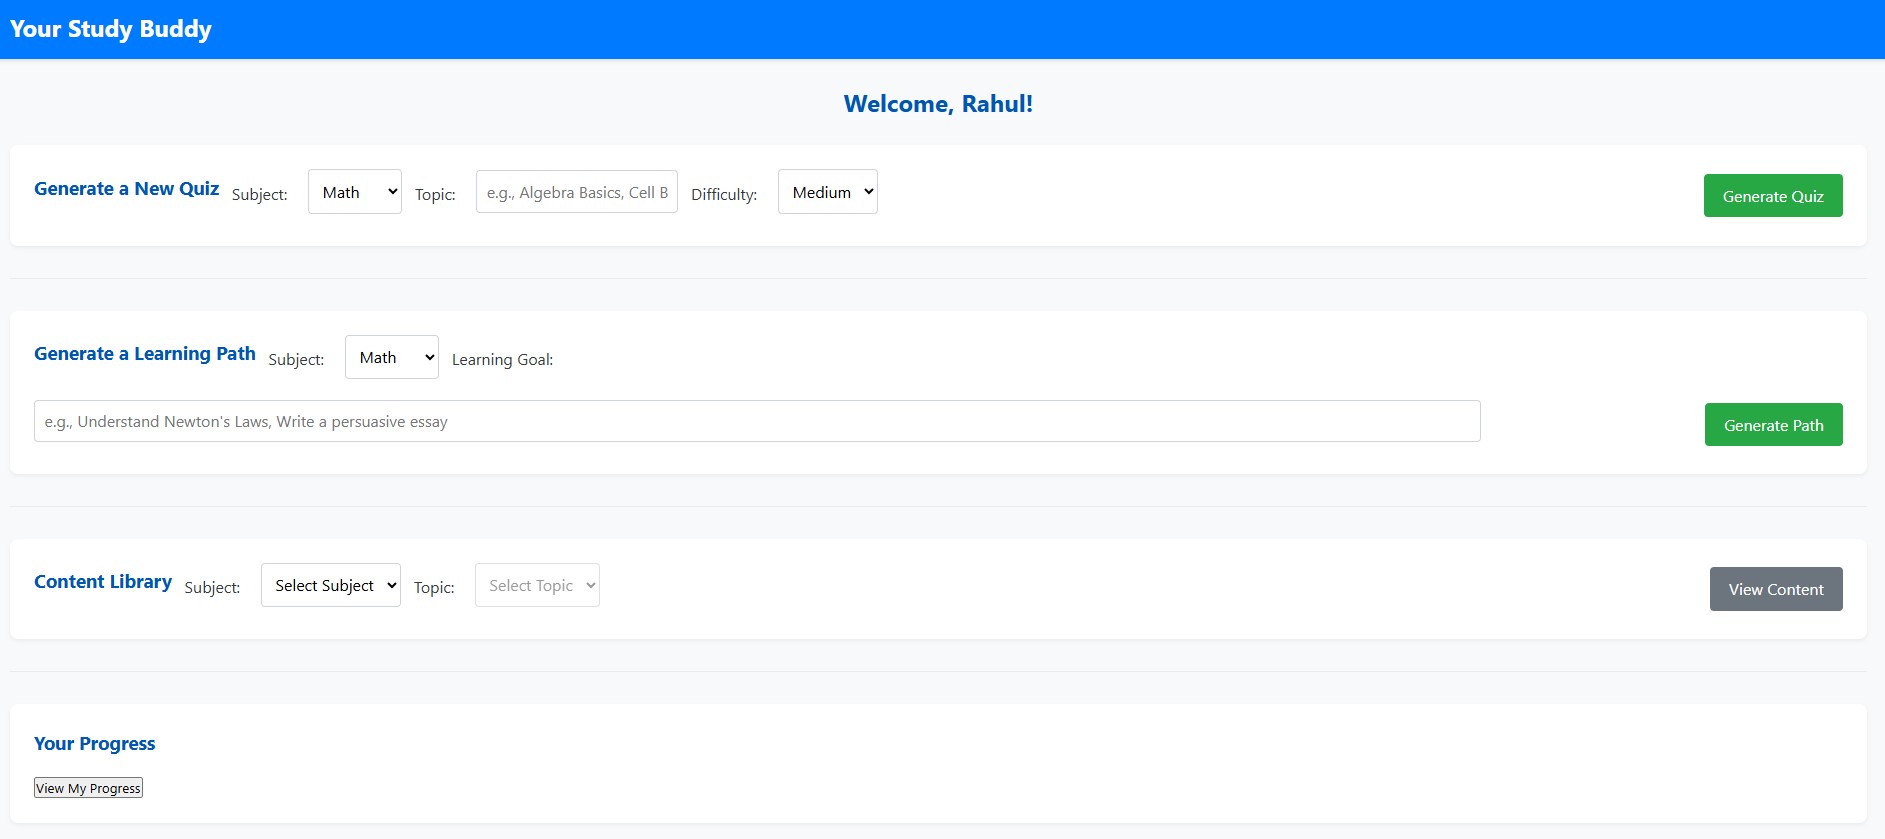 Your Study Buddy
Welcome, Rahul!
Generate a New Quiz Subject: Math Topic: e.g., Algebra Basics, Cell B Difficulty: Medium Generate Quiz
Generate a Learning Path Subject: Math Learning Goal:
e.g., Understand Newton's Laws, Write a persuasive essay Generate Path
Content Library Subject: Select Subject Topic: Select Topic View Content
Your Progress
View My Progress